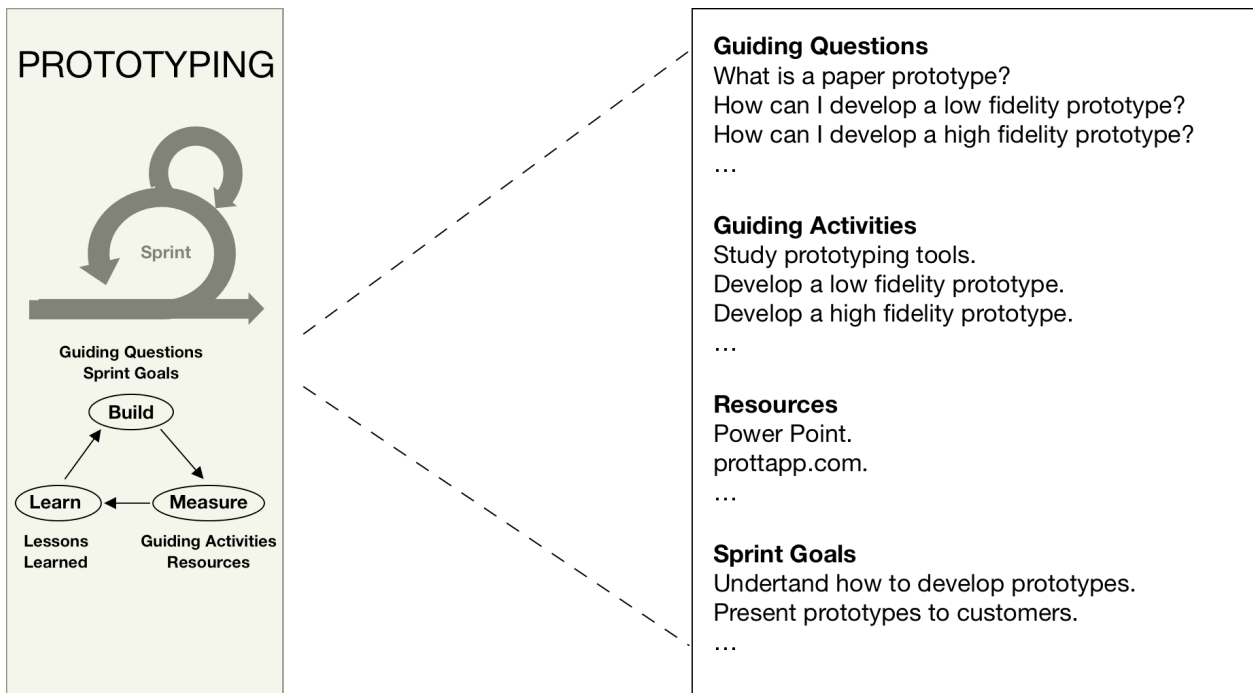 PROTOTYPING
Sprint
Guiding Questions
Sprint Goals
Build
Learn
Measure
Lessons
Learned
Guiding Activities
Resources
Guiding Questions
What is a paper prototype?
How can I develop a low fidelity prototype?
How can I develop a high fidelity prototype?
...
Guiding Activities
Study prototyping tools.
Develop a low fidelity prototype.
Develop a high fidelity prototype.
...
Resources
Power Point.
prottapp.com.
...
Sprint Goals
Undertand how to develop prototypes.
Present prototypes to customers.
...